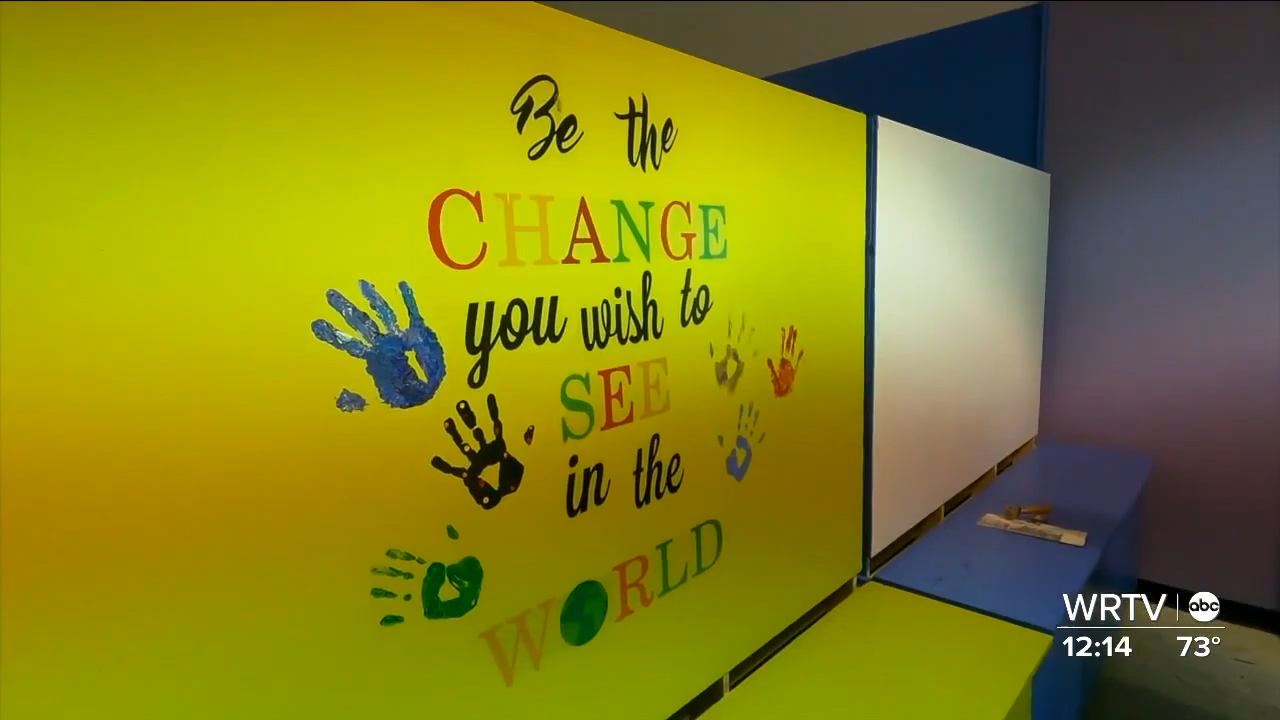 Be the
CHANGE
you wish to
SEE
in the
WORLD
WRTV abc
12:14 73°